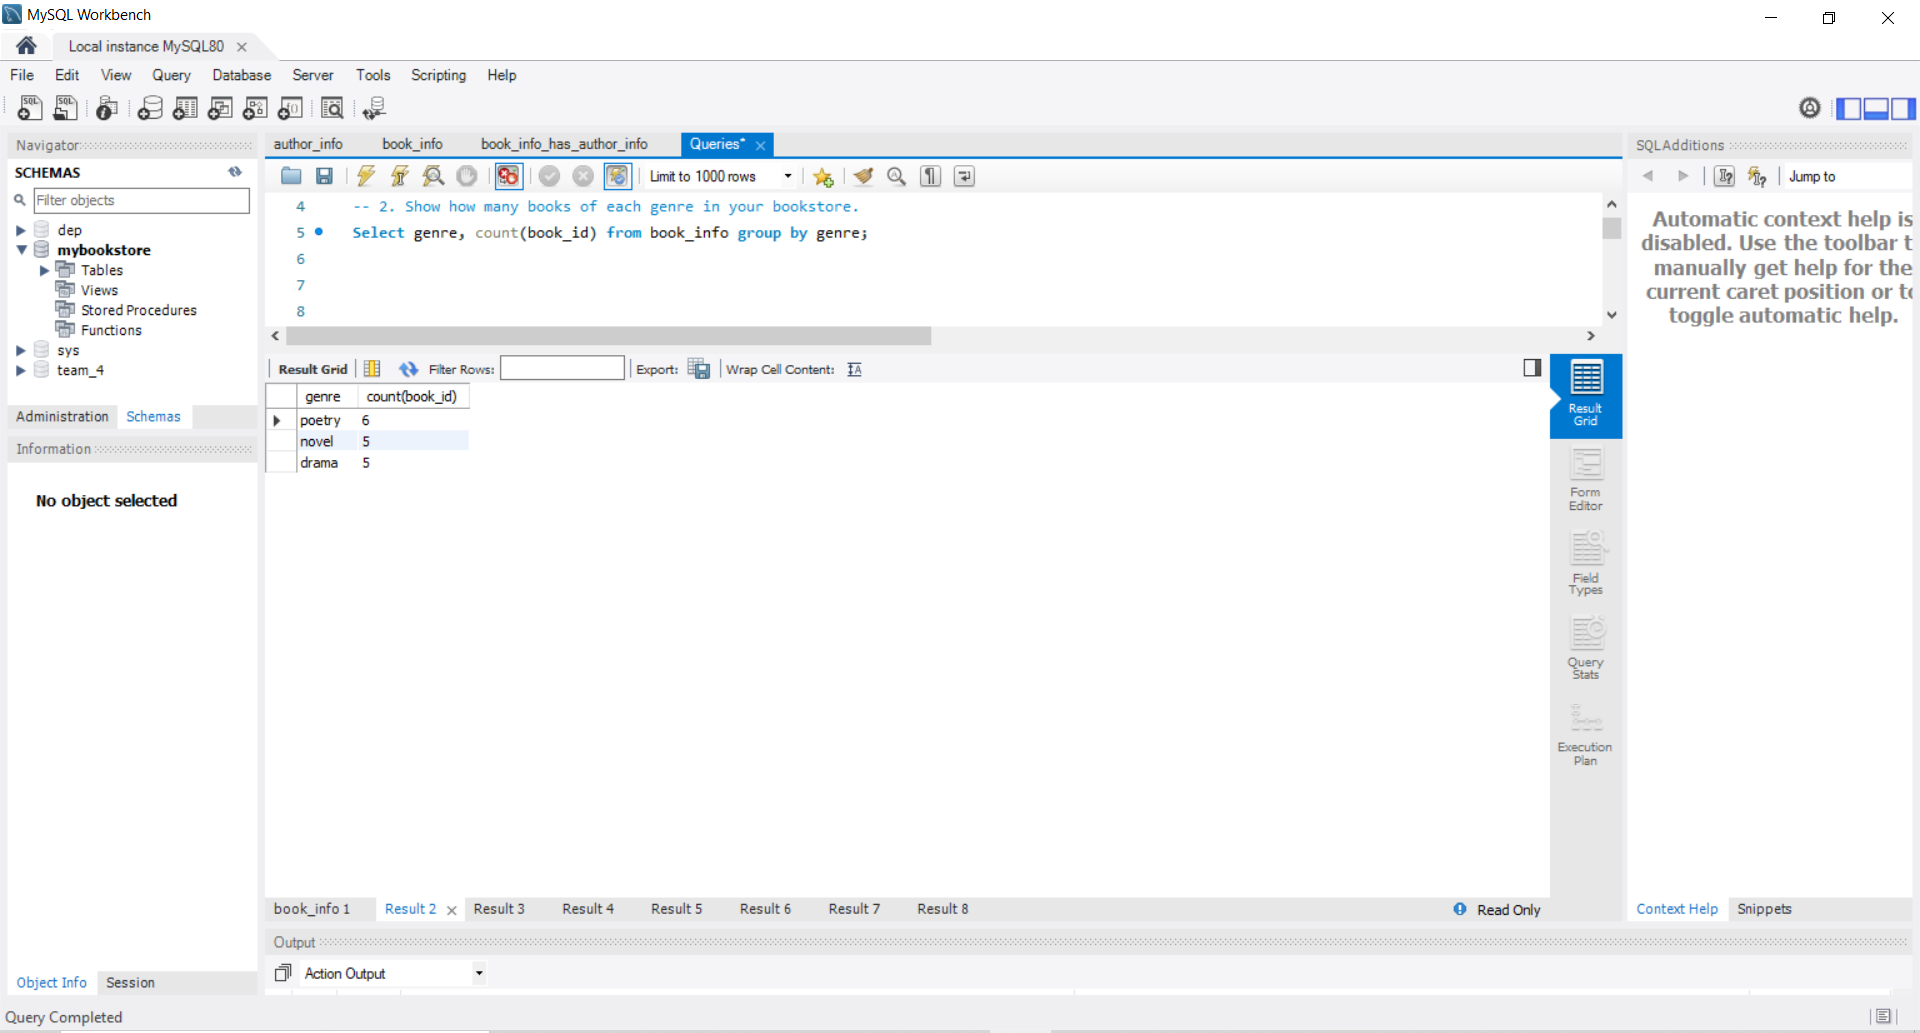 MySQL Workbench
Local instance MySQL80
File Edit View Query Database Server Tools Scripting Help
Navigator
SCHEMAS
Filter objects
dep
mybookstore
Tables
Views
Stored Procedures
Functions
sys
team_4
Administration Schemas
Information
No object selected
Object Info Session
author_info book_info book_info_has_author_info Queries*
Limit to 1000 rows
4 -- 2. Show how many books of each genre in your bookstore.
5 Select genre, count(book_id) from book_info group by genre;
6
7
8
Result Grid Filter Rows: Export: Wrap Cell Content:
genre count(book_id)
poetry 6
novel 5
drama 5
Result Grid
Form Editor
Field Types
Query Stats
Execution Plan
book_info 1 Result 2 Result 3 Result 4 Result 5 Result 6 Result 7 Result 8 Read Only
Output
Action Output
SQLAdditions
Jump to
Automatic context help is
disabled. Use the toolbar t
manually get help for the
current caret position or to
toggle automatic help.
Context Help Snippets
Query Completed